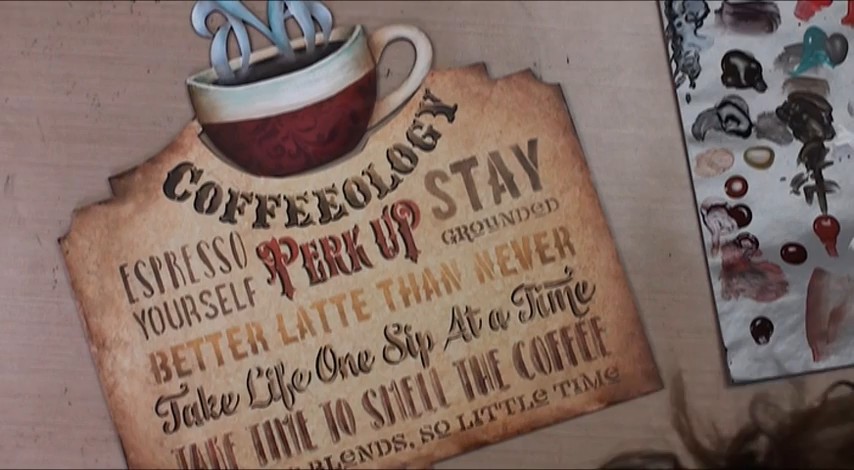 COFFEEOLOGY
ESPRESSO YOURSELF
PERK UP
STAY GROUNDED
BETTER LATTE THAN NEVER
Take Life One Sip At a Time
TAKE TIME TO SMELL THE COFFEE
BLENDS, SO LITTLE TIME